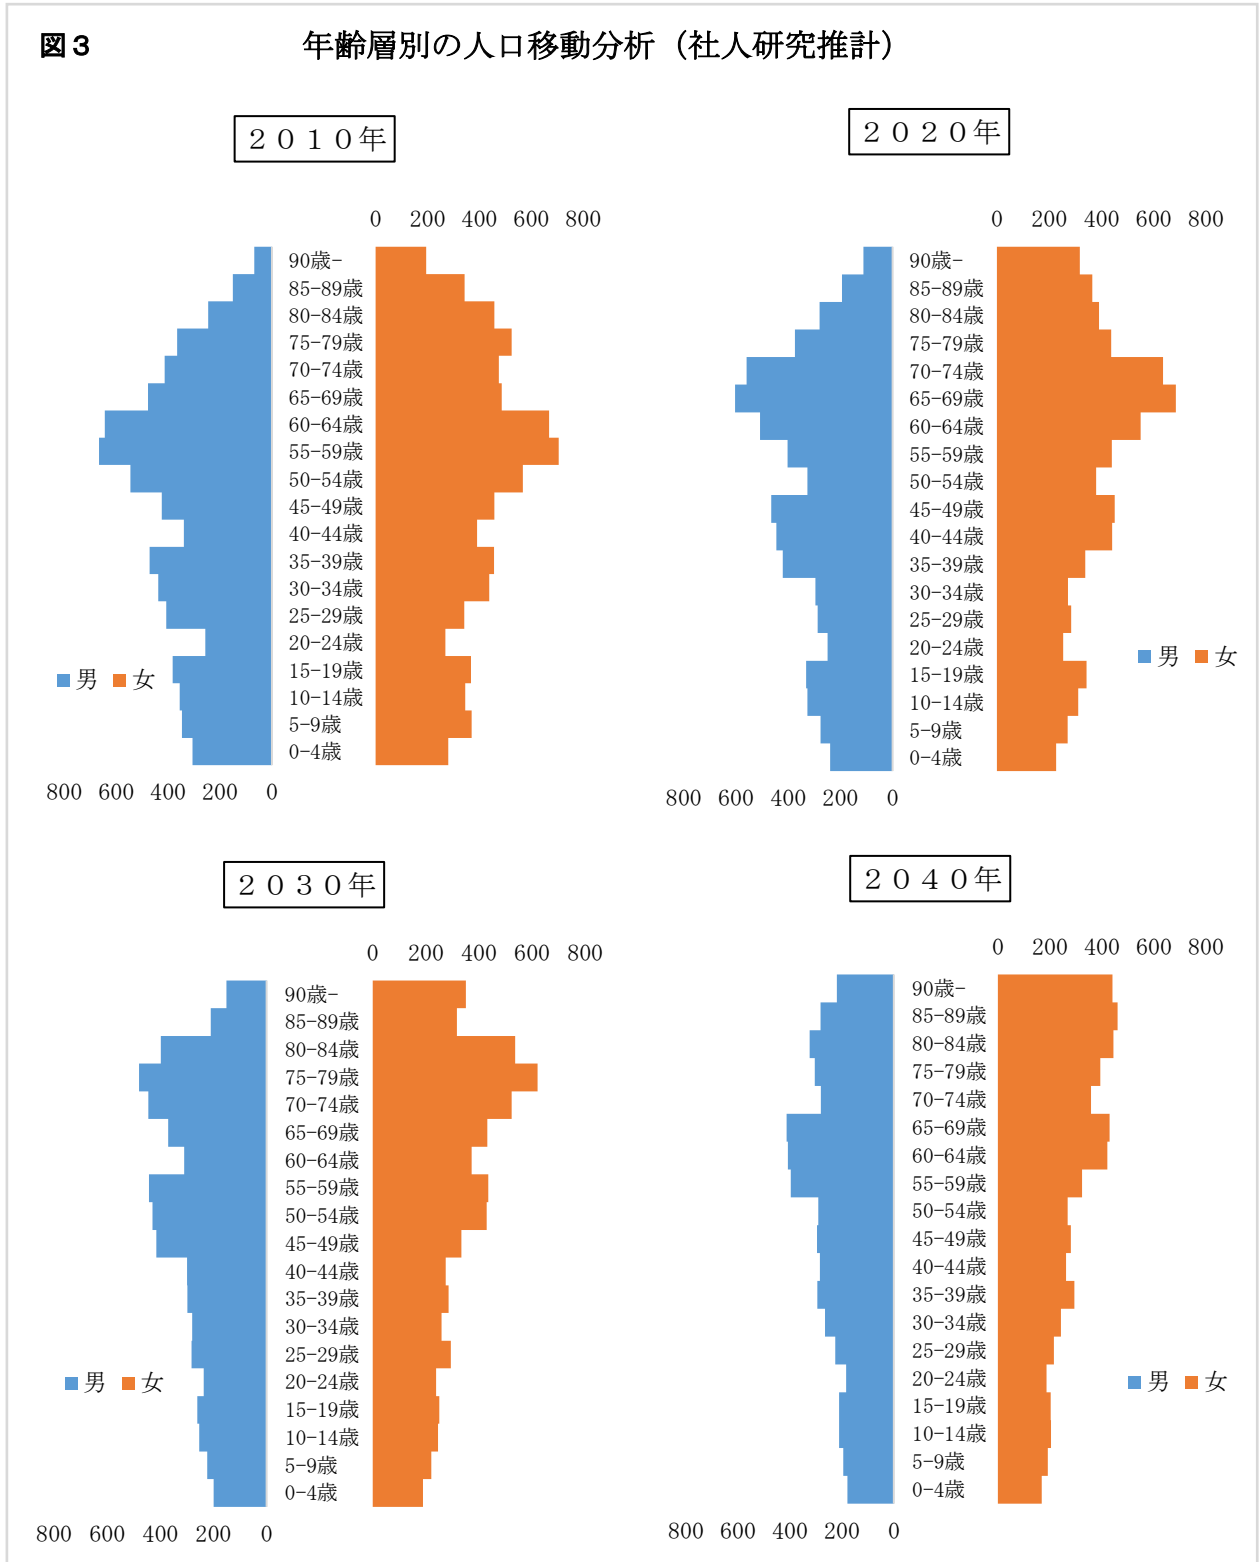 図３
年齢層別の人口移動分析（社人研究推計）
２０１０年
0 200 400 600 800
90歳-
85-89歳
80-84歳
75-79歳
70-74歳
65-69歳
60-64歳
55-59歳
50-54歳
45-49歳
40-44歳
35-39歳
30-34歳
25-29歳
20-24歳
15-19歳
10-14歳
5-9歳
0-4歳
男 女
800 600 400 200 0
２０２０年
0 200 400 600 800
90歳-
85-89歳
80-84歳
75-79歳
70-74歳
65-69歳
60-64歳
55-59歳
50-54歳
45-49歳
40-44歳
35-39歳
30-34歳
25-29歳
20-24歳
15-19歳
10-14歳
5-9歳
0-4歳
男 女
800 600 400 200 0
２０３０年
0 200 400 600 800
90歳-
85-89歳
80-84歳
75-79歳
70-74歳
65-69歳
60-64歳
55-59歳
50-54歳
45-49歳
40-44歳
35-39歳
30-34歳
25-29歳
20-24歳
15-19歳
10-14歳
5-9歳
0-4歳
男 女
800 600 400 200 0
２０４０年
0 200 400 600 800
90歳-
85-89歳
80-84歳
75-79歳
70-74歳
65-69歳
60-64歳
55-59歳
50-54歳
45-49歳
40-44歳
35-39歳
30-34歳
25-29歳
20-24歳
15-19歳
10-14歳
5-9歳
0-4歳
男 女
800 600 400 200 0